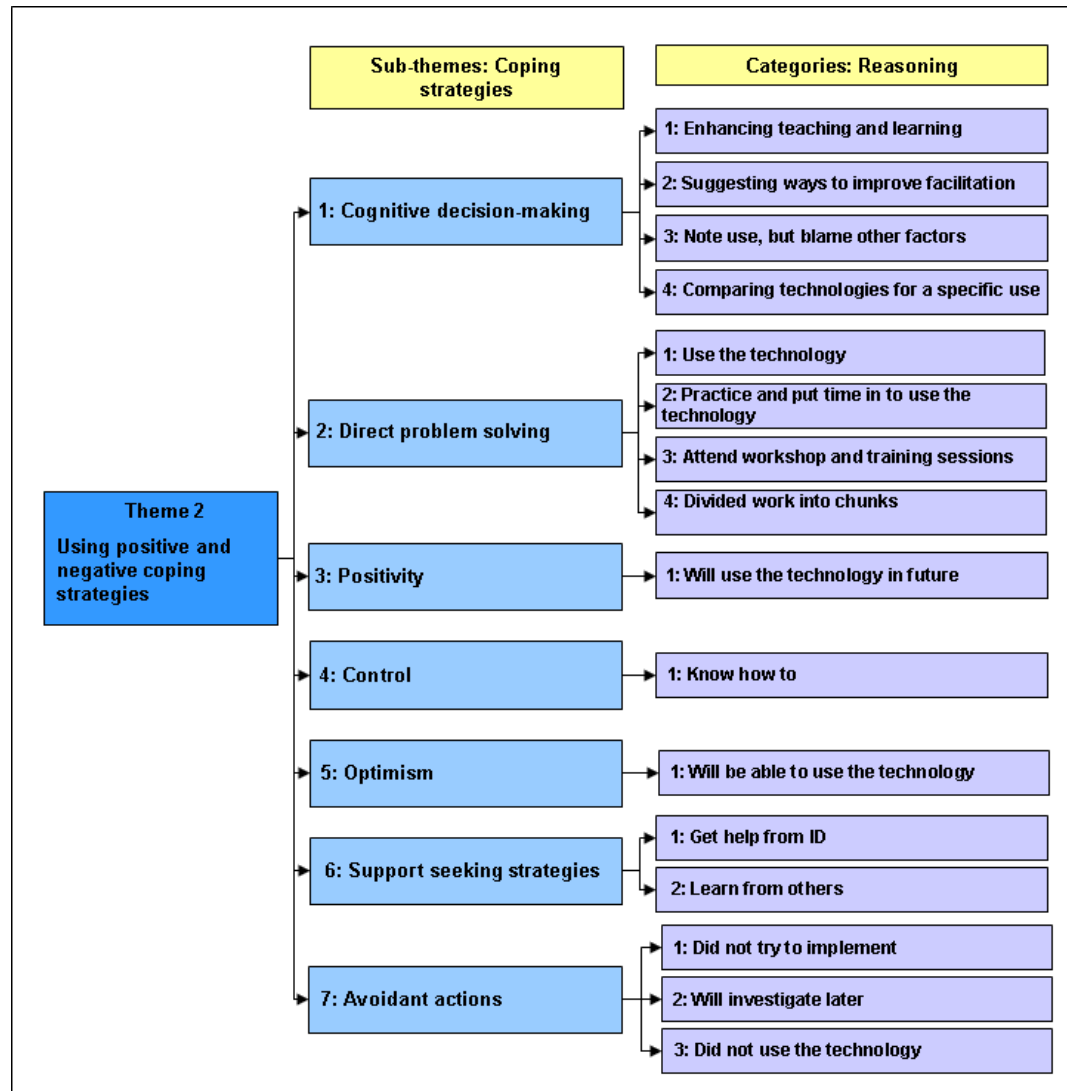 Sub-themes: Coping
strategies
Categories: Reasoning
Theme 2
Using positive and
negative coping
strategies
1: Cognitive decision-making
1: Enhancing teaching and learning
2: Suggesting ways to improve facilitation
3: Note use, but blame other factors
4: Comparing technologies for a specific use
2: Direct problem solving
1: Use the technology
2: Practice and put time in to use the
technology
3: Attend workshop and training sessions
4: Divided work into chunks
3: Positivity
1: Will use the technology in future
4: Control
1: Know how to
5: Optimism
1: Will be able to use the technology
6: Support seeking strategies
1: Get help from ID
2: Learn from others
7: Avoidant actions
1: Did not try to implement
2: Will investigate later
3: Did not use the technology